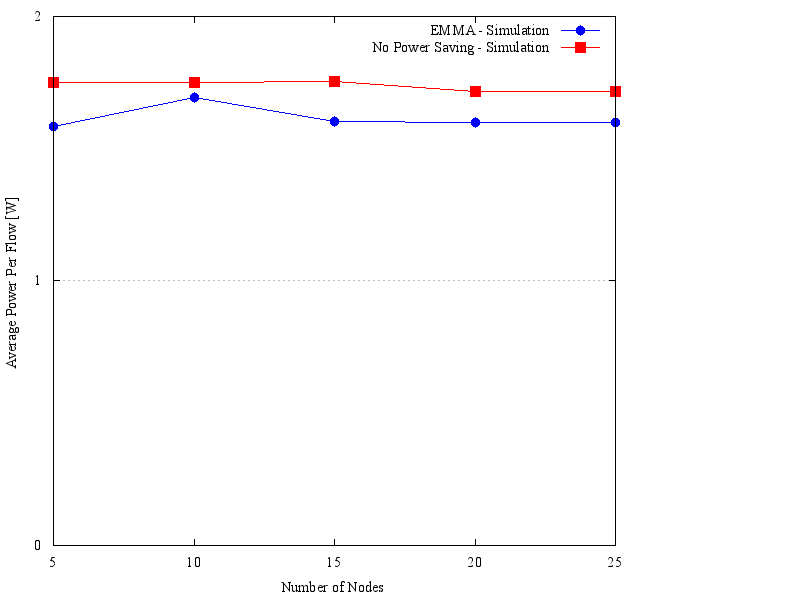 EMMA - Simulation
No Power Saving - Simulation
2
1
0
Average Power Per Flow [W]
5 10 15 20 25
Number of Nodes